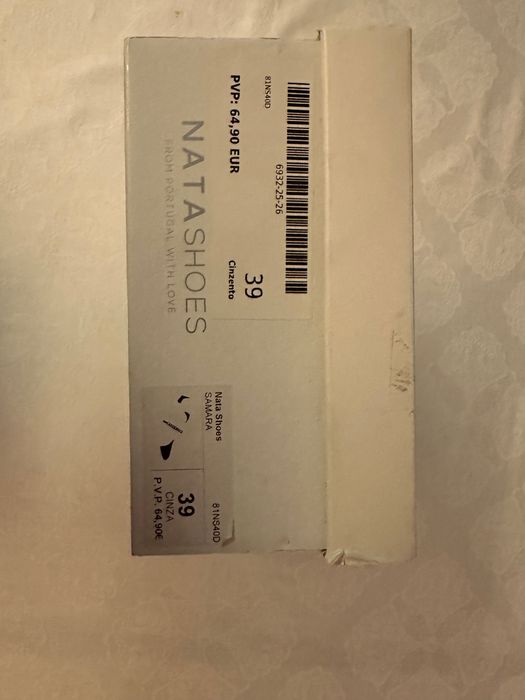 81NS40D
6932-25-26
PVP: 64,90 EUR
39
Cinzento
NATASHOES
FROM PORTUGAL WITH LOVE
Nata Shoes
SAMARA
81NS40D
39
CINZA
P.V.P. 64,90€